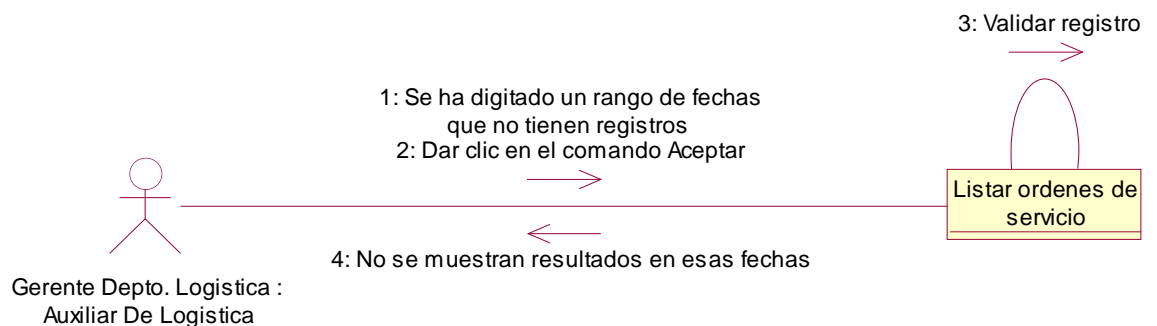 3: Validar registro
1: Se ha digitado un rango de fechas
que no tienen registros
2: Dar clic en el comando Aceptar
Listar ordenes de
servicio
4: No se muestran resultados en esas fechas
Gerente Depto. Logistica :
Auxiliar De Logistica